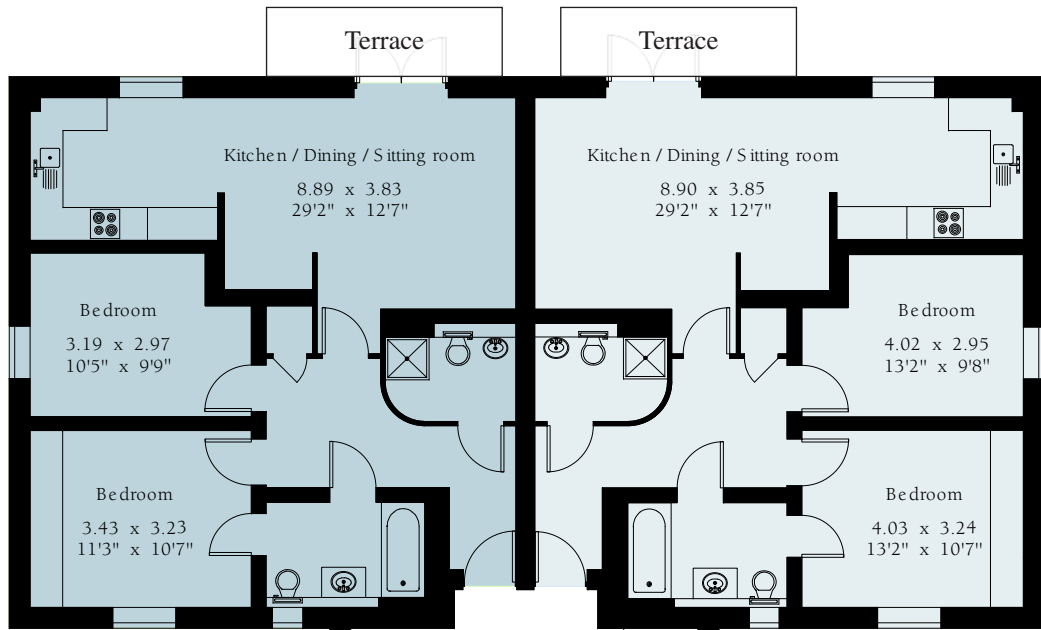 Terrace
Terrace
Kitchen / Dining / Sitting room
8.89 x 3.83
29'2" x 12'7"
Kitchen / Dining / Sitting room
8.90 x 3.85
29'2" x 12'7"
Bedroom
3.19 x 2.97
10'5" x 9'9"
Bedroom
4.02 x 2.95
13'2" x 9'8"
Bedroom
3.43 x 3.23
11'3" x 10'7"
Bedroom
4.03 x 3.24
13'2" x 10'7"